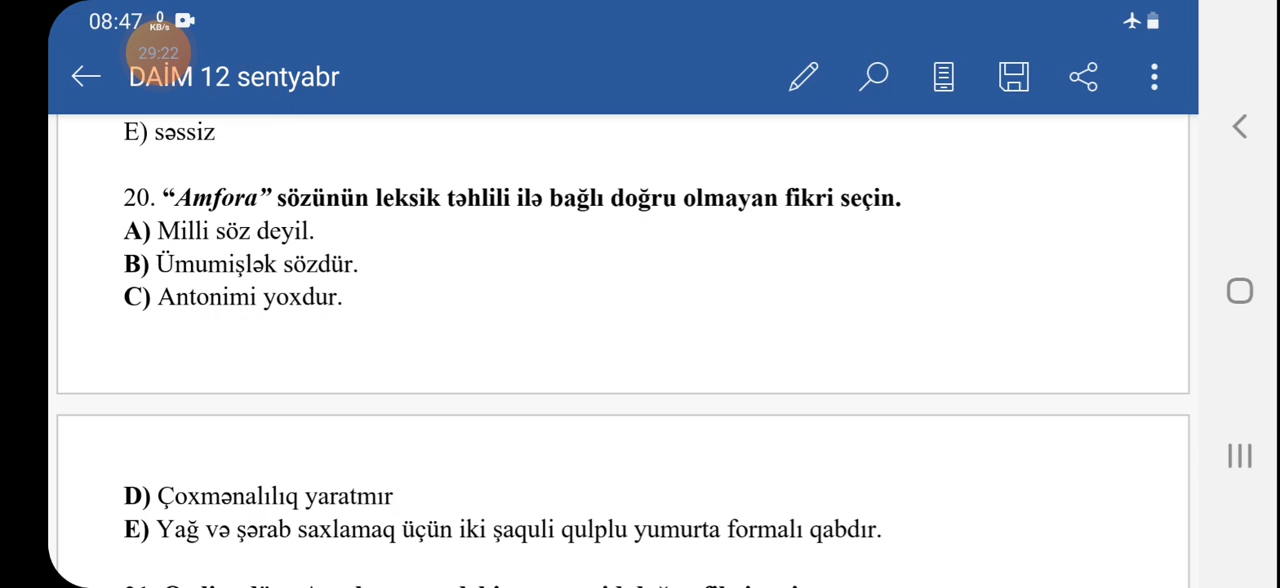 08:47 0 KB/s
29:22
DAİM 12 sentyabr
E) səssiz
20. “Amfora” sözünün leksik təhlili ilə bağlı doğru olmayan fikri seçin.
A) Milli söz deyil.
B) Ümumişlək sözdür.
C) Antonimi yoxdur.
D) Çoxmənalılıq yaratmır
E) Yağ və şərab saxlamaq üçün iki şaquli qulplu yumurta formalı qabdır.